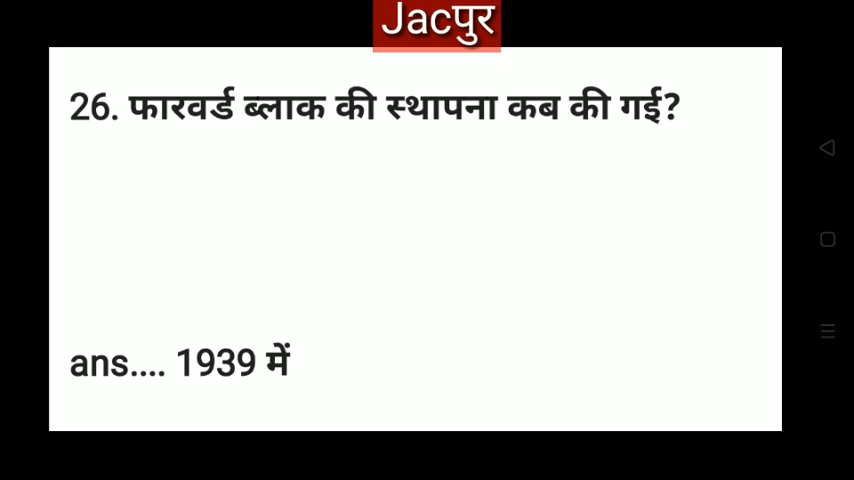 Jacपुर
26. फारवर्ड ब्लाक की स्थापना कब की गई?
ans.... 1939 में